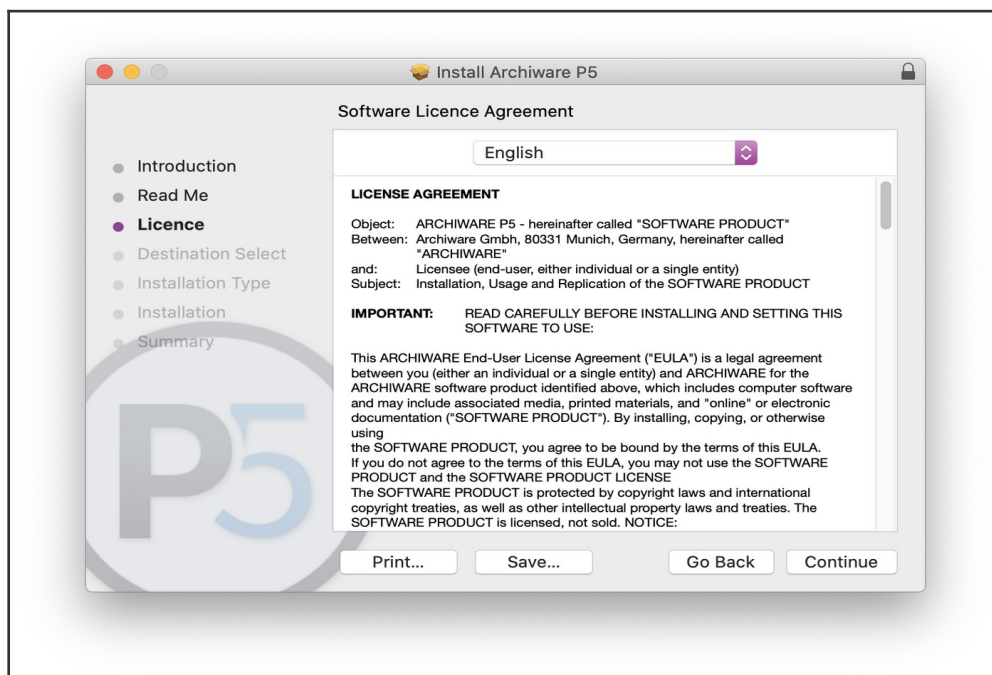 Install Archiware P5
Software Licence Agreement
Introduction
Read Me
Licence
Destination Select
Installation Type
Installation
Summary
P5
English
LICENSE AGREEMENT
Object: ARCHIWARE P5 - hereinafter called "SOFTWARE PRODUCT"
Between: Archiware Gmbh, 80331 Munich, Germany, hereinafter called
"ARCHIWARE"
and: Licensee (end-user, either individual or a single entity)
Subject: Installation, Usage and Replication of the SOFTWARE PRODUCT
IMPORTANT: READ CAREFULLY BEFORE INSTALLING AND SETTING THIS
SOFTWARE TO USE:
This ARCHIWARE End-User License Agreement ("EULA") is a legal agreement
between you (either an individual or a single entity) and ARCHIWARE for the
ARCHIWARE software product identified above, which includes computer software
and may include associated media, printed materials, and "online" or electronic
documentation ("SOFTWARE PRODUCT"). By installing, copying, or otherwise
using
the SOFTWARE PRODUCT, you agree to be bound by the terms of this EULA.
If you do not agree to the terms of this EULA, you may not use the SOFTWARE
PRODUCT and the SOFTWARE PRODUCT LICENSE
The SOFTWARE PRODUCT is protected by copyright laws and international
copyright treaties, as well as other intellectual property laws and treaties. The
SOFTWARE PRODUCT is licensed, not sold. NOTICE:
Print...
Save...
Go Back
Continue